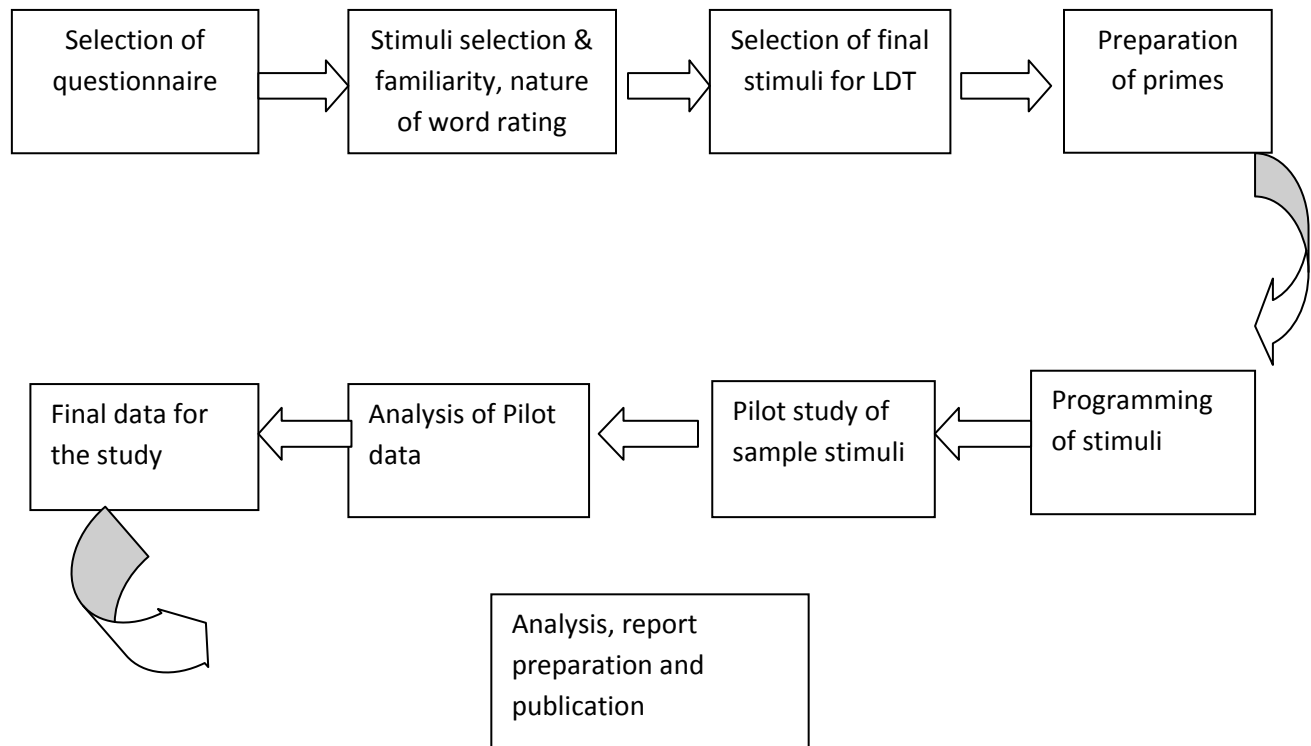 Selection of
questionnaire
Stimuli selection &
familiarity, nature
of word rating
Selection of final
stimuli for LDT
Preparation
of primes
Programming
of stimuli
Pilot study of
sample stimuli
Analysis of Pilot
data
Final data for
the study
Analysis, report
preparation and
publication